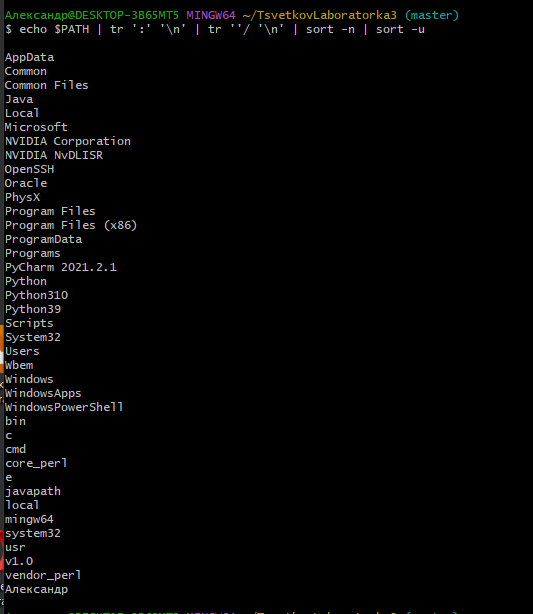 Александр@DESKTOP-3B65MT5 MINGW64 ~/TsvetkovLaboratorka3 (master)
$ echo $PATH | tr ':' '\n' | tr ''/ '\n' | sort -n | sort -u
AppData
Common
Common Files
Java
Local
Microsoft
NVIDIA Corporation
NVIDIA NvDLISR
OpenSSH
Oracle
PhysX
Program Files
Program Files (x86)
ProgramData
Programs
PyCharm 2021.2.1
Python
Python310
Python39
Scripts
System32
Users
Wbem
Windows
WindowsApps
WindowsPowerShell
bin
c
cmd
core_perl
e
javapath
local
mingw64
system32
usr
v1.0
vendor_perl
Александр